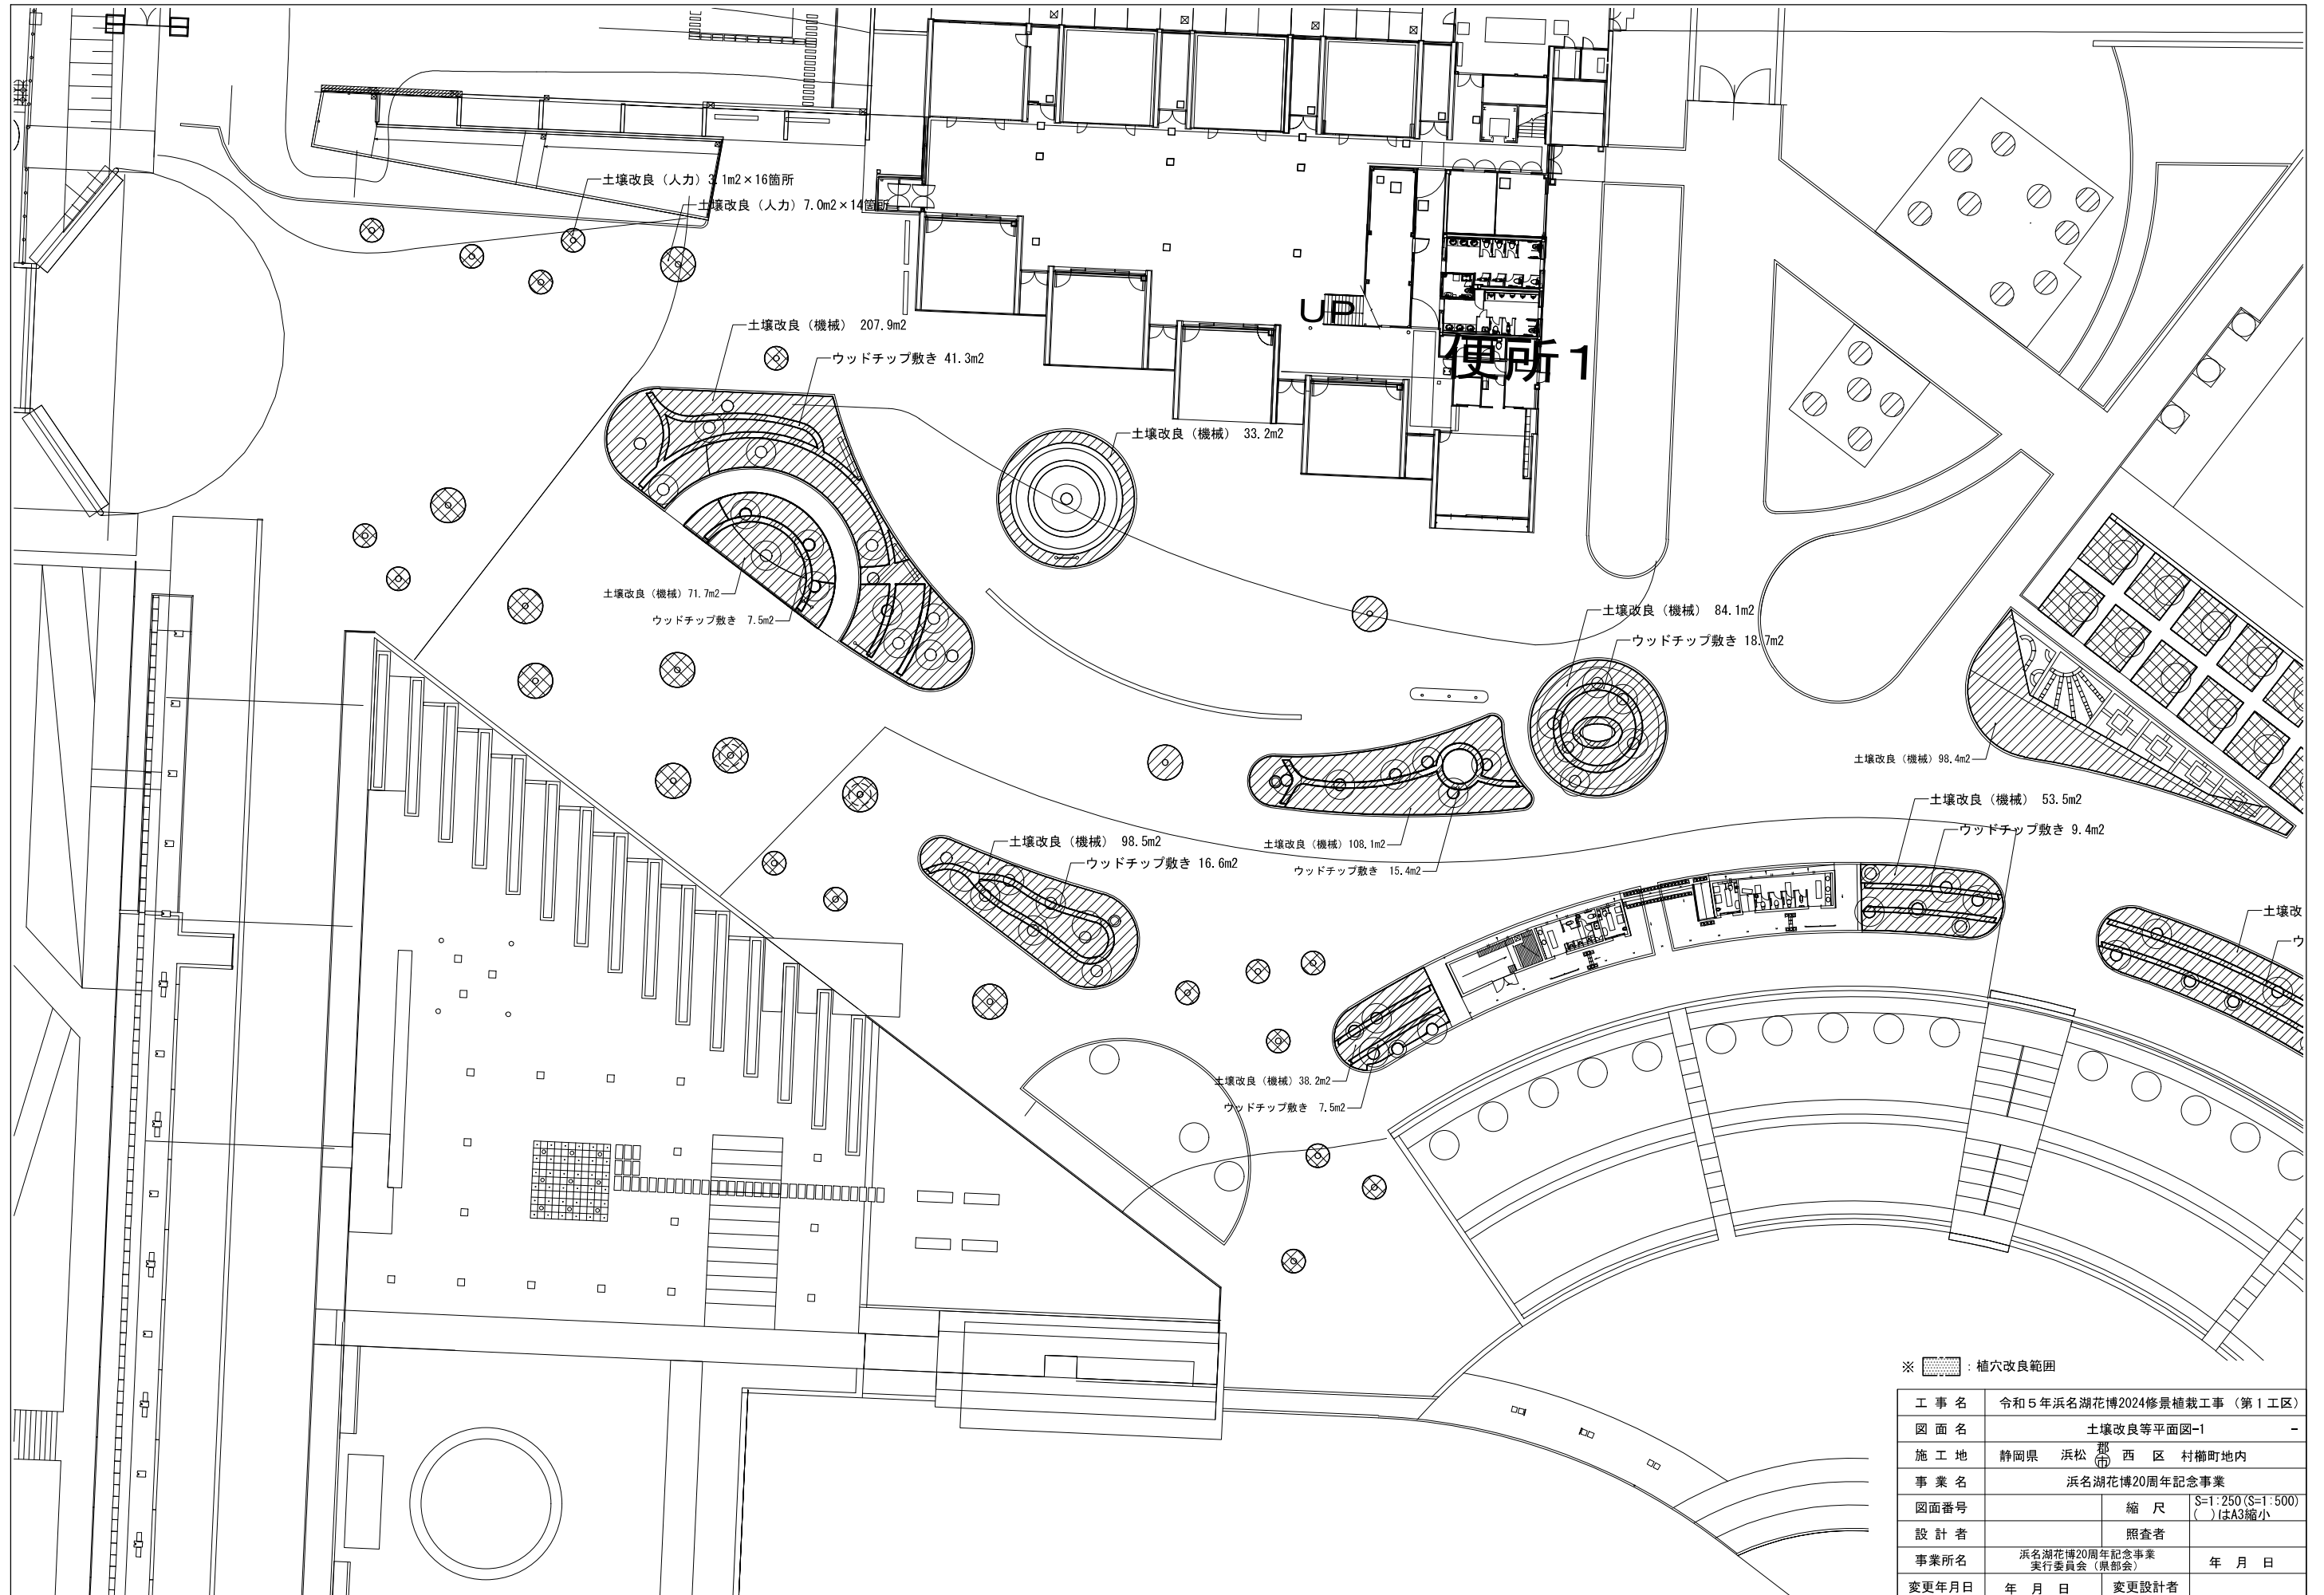 土壌改良（人力）3.1m2×16箇所
土壌改良（人力）7.0m2×14箇所
土壌改良（機械） 207.9m2
ウッドチップ敷き 41.3m2
UP
便所1
土壌改良（機械） 33.2m2
土壌改良（機械）71.7m2
ウッドチップ敷き 7.5m2
土壌改良（機械） 84.1m2
ウッドチップ敷き 18.7m2
土壌改良（機械）98.4m2
土壌改良（機械） 53.5m2
ウッドチップ敷き 9.4m2
土壌改良（機械） 98.5m2
ウッドチップ敷き 16.6m2
土壌改良（機械）108.1m2
ウッドチップ敷き 15.4m2
土壌改
ウ
土壌改良（機械）38.2m2
ウッドチップ敷き 7.5m2
※ ：植穴改良範囲
工 事 名 令和５年浜名湖花博2024修景植栽工事（第１工区）
図 面 名 土壌改良等平面図-1 -
施 工 地 静岡県 浜松 郡 市 西 区 村櫛町地内
事 業 名 浜名湖花博20周年記念事業
図面番号 縮 尺 S=1:250(S=1:500)
（ ）はA3縮小
設 計 者 照査者
事業所名 浜名湖花博20周年記念事業
実行委員会（県部会） 年 月 日
変更年月日 年 月 日 変更設計者